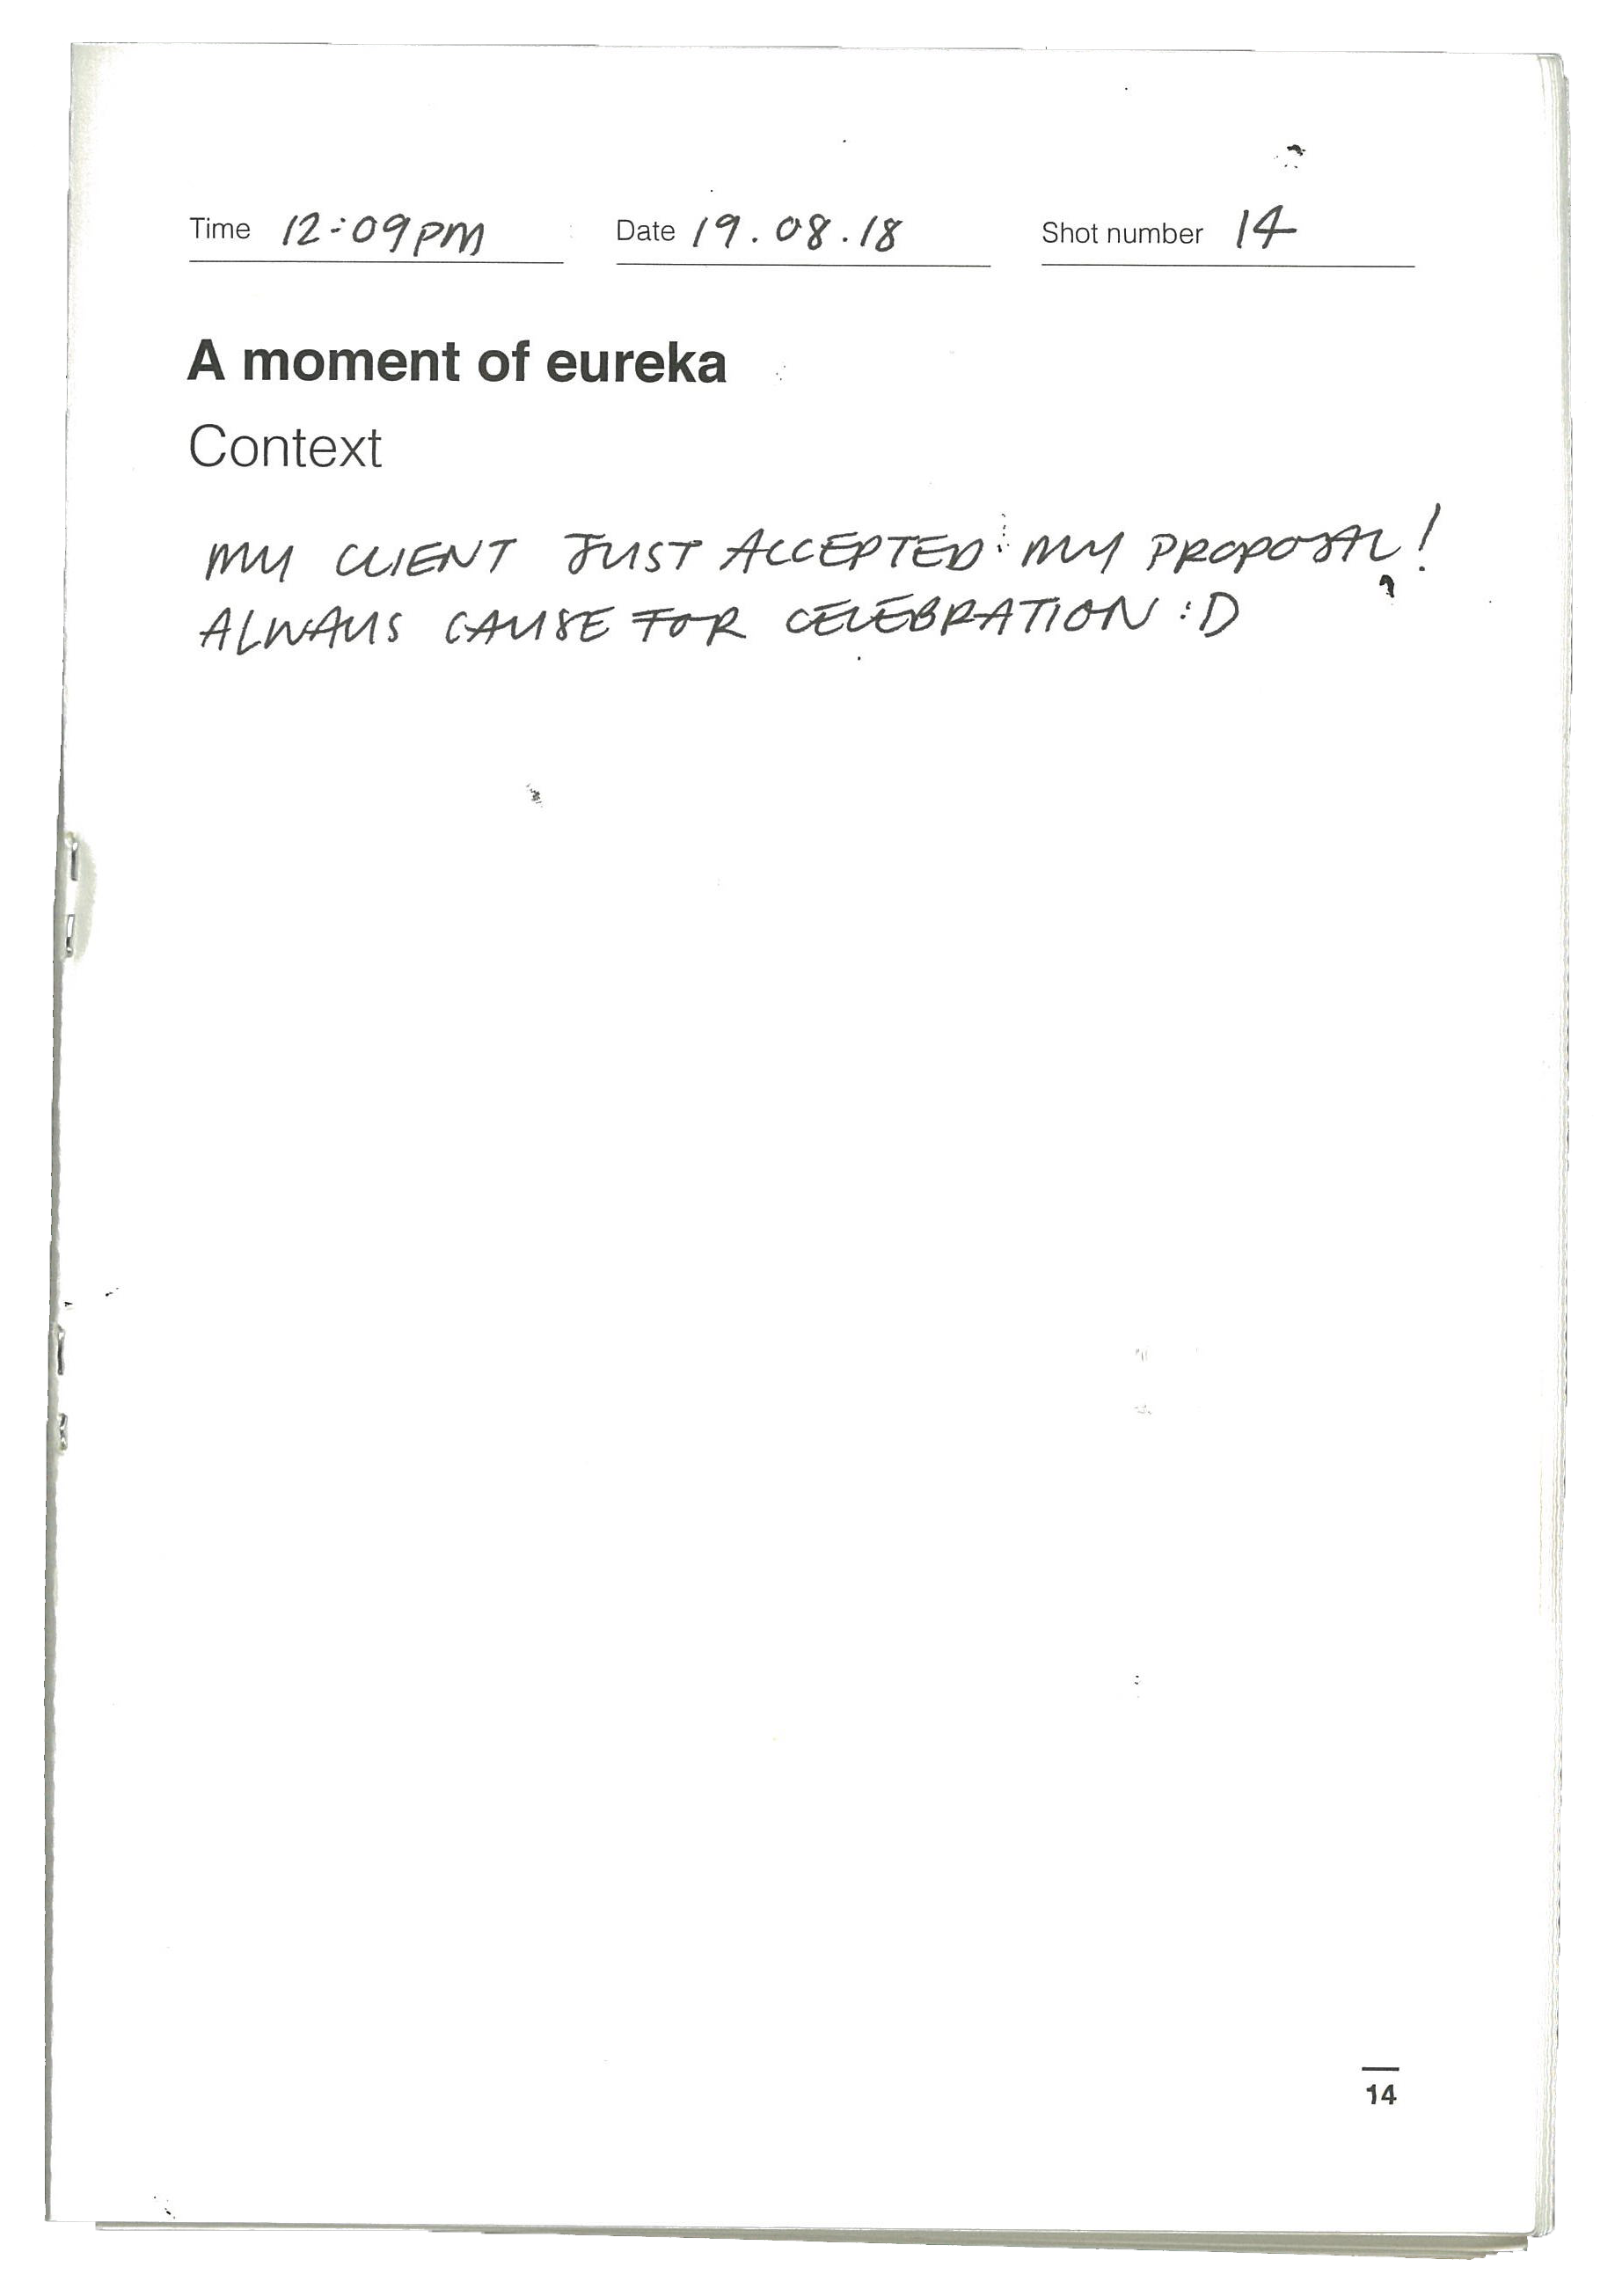 Time 12:09PM Date 19.08.18 Shot number 14
A moment of eureka
Context
MY CLIENT JUST ACCEPTED MY PROPOSAL!
ALWAYS CAUSE FOR CELEBRATION :D
14